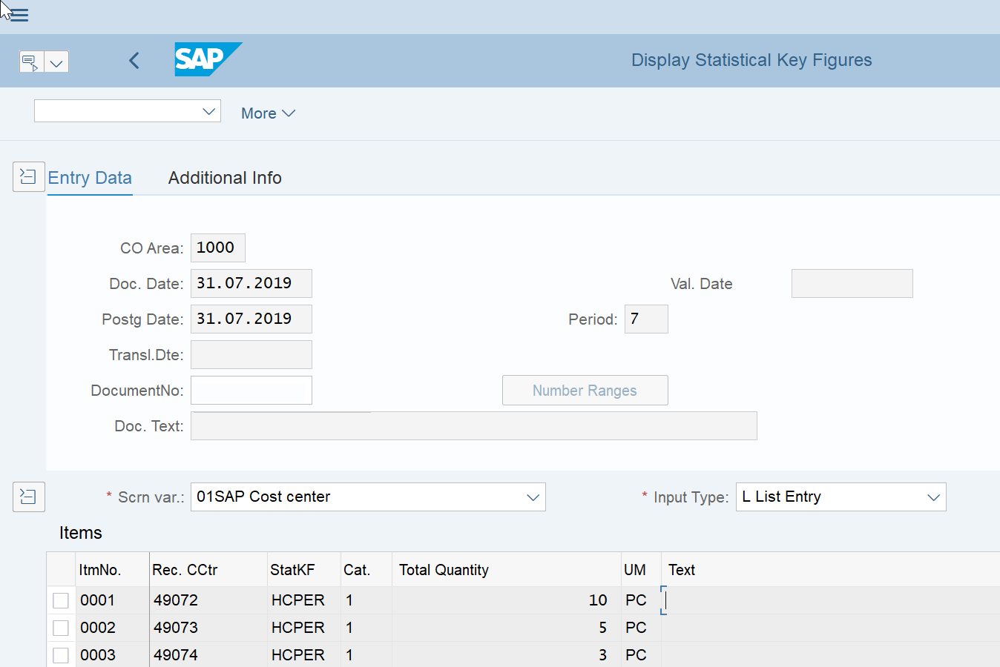 SAP
Display Statistical Key Figures
More
Entry Data Additional Info
CO Area: 1000
Doc. Date: 31.07.2019 Val. Date
Postg Date: 31.07.2019 Period: 7
Transl.Dte:
DocumentNo: Number Ranges
Doc. Text:
* Scrn var.: 01SAP Cost center * Input Type: L List Entry
Items
ItmNo. Rec. CCtr StatKF Cat. Total Quantity UM Text
0001 49072 HCPER 1 10 PC
0002 49073 HCPER 1 5 PC
0003 49074 HCPER 1 3 PC